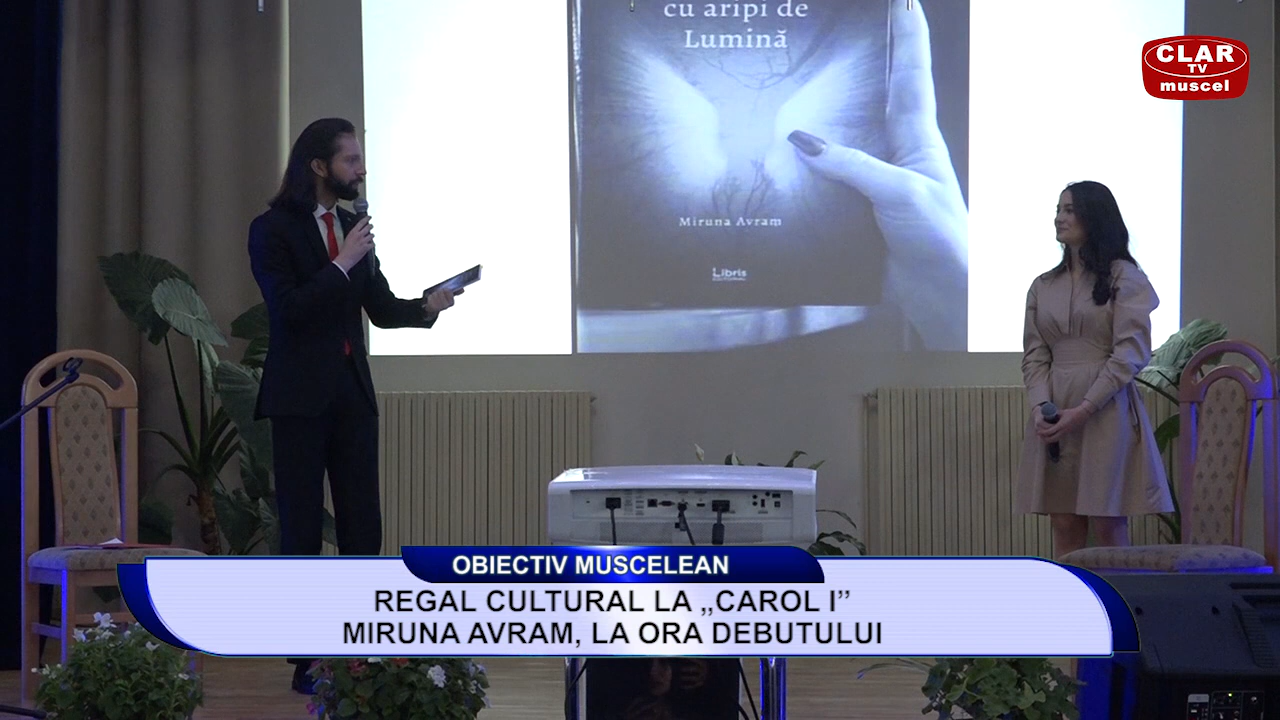 cu aripi de
Lumină
Miruna Avram
Libris
CLAR
TV
muscel
OBIECTIV MUSCELEAN
REGAL CULTURAL LA „CAROL I”
MIRUNA AVRAM, LA ORA DEBUTULUI